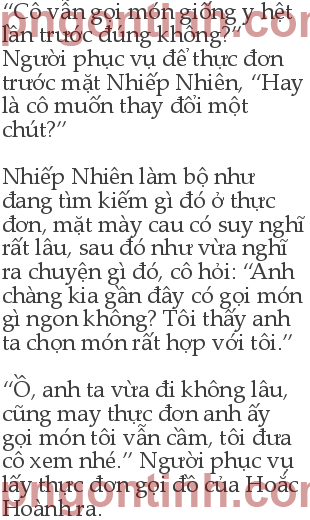 “Cô vẫn gọi món giống y hệt
lần trước đúng không?”
Người phục vụ để thực đơn
trước mặt Nhiếp Nhiên, “Hay
là cô muốn thay đổi một
chút?”
Nhiếp Nhiên làm bộ như
đang tìm kiếm gì đó ở thực
đơn, mặt mày cau có suy nghĩ
rất lâu, sau đó như vừa nghĩ
ra chuyện gì đó, cô hỏi: “Anh
chàng kia gần đây có gọi món
gì ngon không? Tôi thấy anh
ta chọn món rất hợp với tôi.”
“Ồ, anh ta vừa đi không lâu,
cũng may thực đơn anh ấy
gọi món tôi vẫn cầm, tôi đưa
cô xem nhé.” Người phục vụ
lấy thực đơn gọi đồ của Hoắc
Hoành ra.
pngontinh.com
pngontinh.com